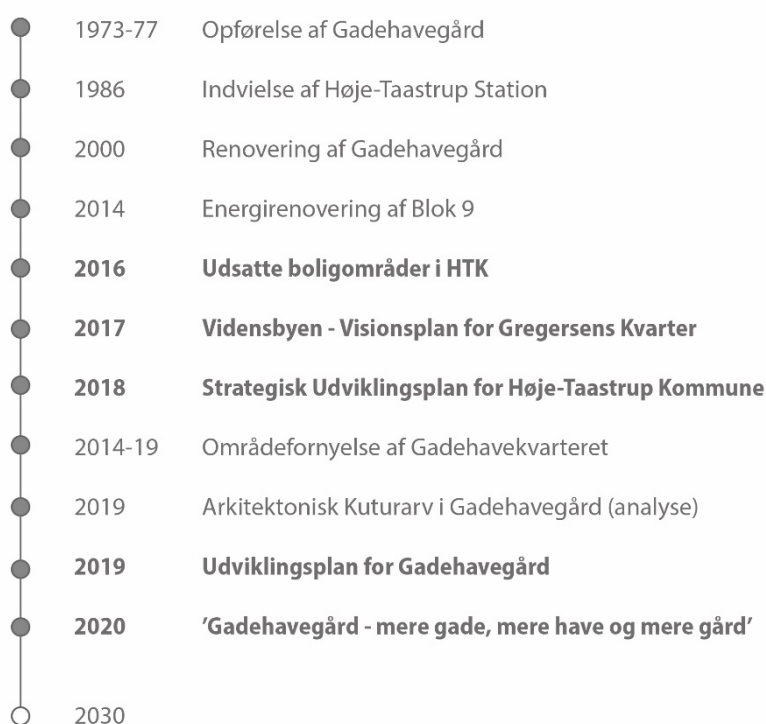 1973-77 Opførelse af Gadehavegård
1986 Indvielse af Høje-Taastrup Station
2000 Renovering af Gadehavegård
2014 Energirenovering af Blok 9
2016 Udsatte boligområder i HTK
2017 Vidensbyen - Visionsplan for Gregersens Kvarter
2018 Strategisk Udviklingsplan for Høje-Taastrup Kommune
2014-19 Områdefornyelse af Gadehavekvarteret
2019 Arkitektonisk Kuturarv i Gadehavegård (analyse)
2019 Udviklingsplan for Gadehavegård
2020 ’Gadehavegård - mere gade, mere have og mere gård’
2030